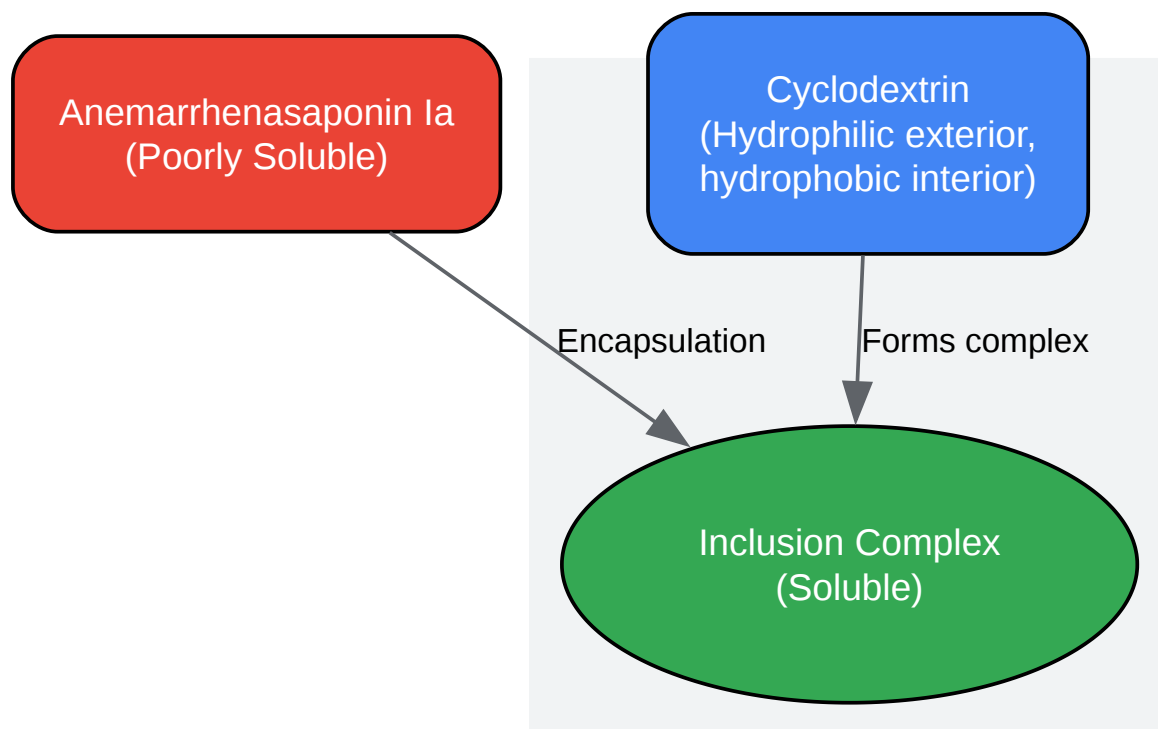 Anemarrhenasaponin Ia
(Poorly Soluble)
Cyclodextrin
(Hydrophilic exterior,
hydrophobic interior)
Encapsulation
Forms complex
Inclusion Complex
(Soluble)